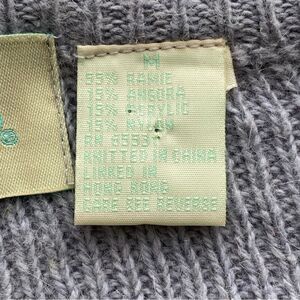 M
55% RAMIE
15% ANGORA
15% ACRYLIC
15% NYLON
RN 65537
KNITTED IN CHINA
LINKED IN
HONG KONG
CARE SEE REVERSE